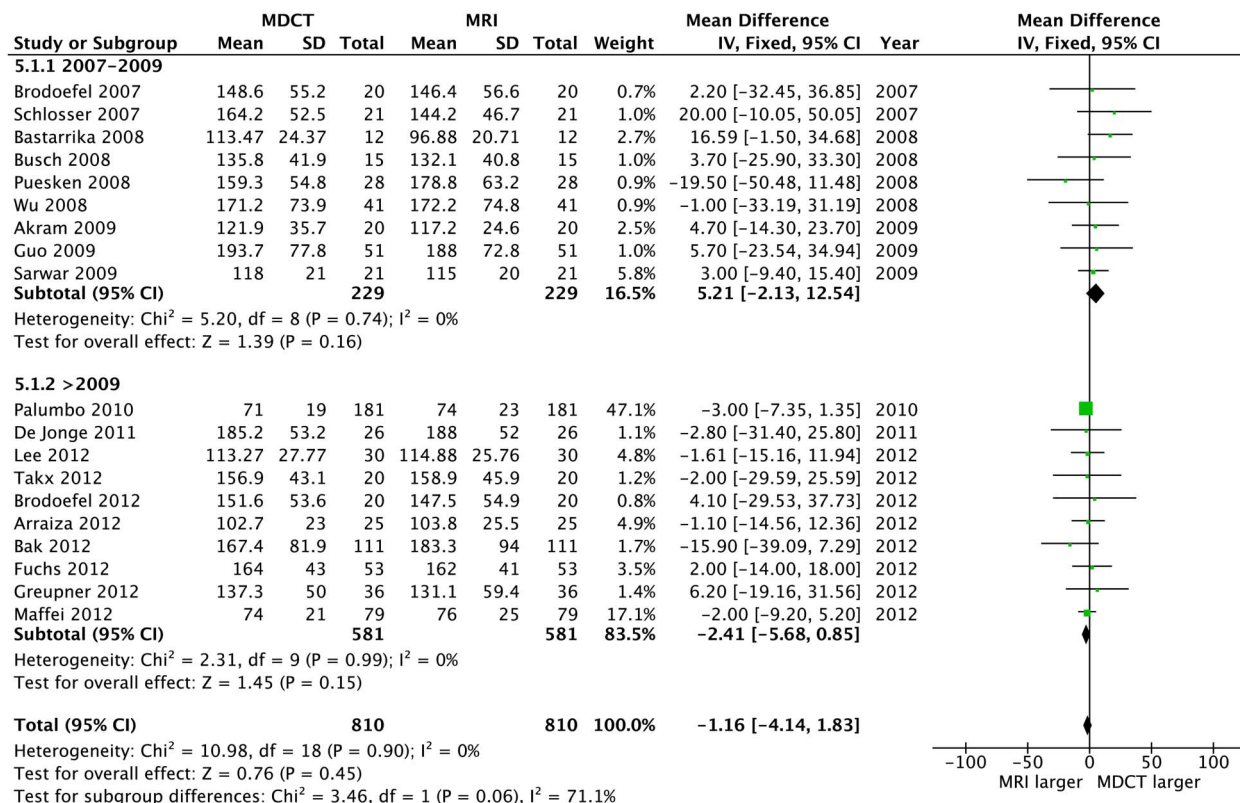 MDCT MRI Mean Difference Mean Difference
Study or Subgroup Mean SD Total Mean SD Total Weight IV, Fixed, 95% CI Year IV, Fixed, 95% CI
5.1.1 2007-2009
Brodoefel 2007 148.6 55.2 20 146.4 56.6 20 0.7% 2.20 [-32.45, 36.85] 2007
Schlosser 2007 164.2 52.5 21 144.2 46.7 21 1.0% 20.00 [-10.05, 50.05] 2007
Bastarrika 2008 113.47 24.37 12 96.88 20.71 12 2.7% 16.59 [-1.50, 34.68] 2008
Busch 2008 135.8 41.9 15 132.1 40.8 15 1.0% 3.70 [-25.90, 33.30] 2008
Puesken 2008 159.3 54.8 28 178.8 63.2 28 0.9% -19.50 [-50.48, 11.48] 2008
Wu 2008 171.2 73.9 41 172.2 74.8 41 0.9% -1.00 [-33.19, 31.19] 2008
Akram 2009 121.9 35.7 20 117.2 24.6 20 2.5% 4.70 [-14.30, 23.70] 2009
Guo 2009 193.7 77.8 51 188 72.8 51 1.0% 5.70 [-23.54, 34.94] 2009
Sarwar 2009 118 21 21 115 20 21 5.8% 3.00 [-9.40, 15.40] 2009
Subtotal (95% CI) 229 229 16.5% 5.21 [-2.13, 12.54]
Heterogeneity: Chi² = 5.20, df = 8 (P = 0.74); I² = 0%
Test for overall effect: Z = 1.39 (P = 0.16)
5.1.2 >2009
Palumbo 2010 71 19 181 74 23 181 47.1% -3.00 [-7.35, 1.35] 2010
De Jonge 2011 185.2 53.2 26 188 52 26 1.1% -2.80 [-31.40, 25.80] 2011
Lee 2012 113.27 27.77 30 114.88 25.76 30 4.8% -1.61 [-15.16, 11.94] 2012
Takx 2012 156.9 43.1 20 158.9 45.9 20 1.2% -2.00 [-29.59, 25.59] 2012
Brodoefel 2012 151.6 53.6 20 147.5 54.9 20 0.8% 4.10 [-29.53, 37.73] 2012
Arraiza 2012 102.7 23 25 103.8 25.5 25 4.9% -1.10 [-14.56, 12.36] 2012
Bak 2012 167.4 81.9 111 183.3 94 111 1.7% -15.90 [-39.09, 7.29] 2012
Fuchs 2012 164 43 53 162 41 53 3.5% 2.00 [-14.00, 18.00] 2012
Greupner 2012 137.3 50 36 131.1 59.4 36 1.4% 6.20 [-19.16, 31.56] 2012
Maffei 2012 74 21 79 76 25 79 17.1% -2.00 [-9.20, 5.20] 2012
Subtotal (95% CI) 581 581 83.5% -2.41 [-5.68, 0.85]
Heterogeneity: Chi² = 2.31, df = 9 (P = 0.99); I² = 0%
Test for overall effect: Z = 1.45 (P = 0.15)
Total (95% CI) 810 810 100.0% -1.16 [-4.14, 1.83]
Heterogeneity: Chi² = 10.98, df = 18 (P = 0.90); I² = 0%
Test for overall effect: Z = 0.76 (P = 0.45)
Test for subgroup differences: Chi² = 3.46, df = 1 (P = 0.06), I² = 71.1%
-100 -50 0 50 100
MRI larger MDCT larger